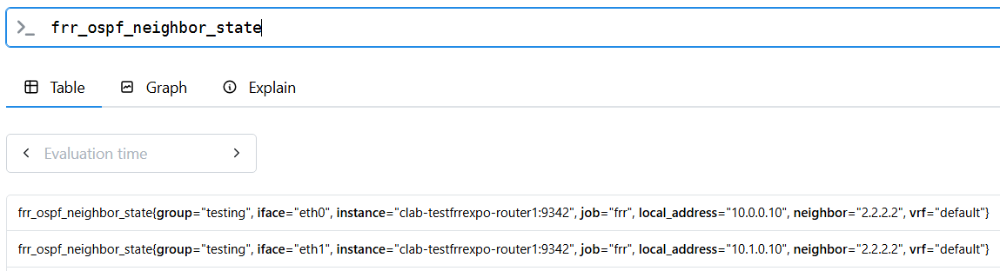 >_ frr_ospf_neighbor_state
Table Graph Explain
Evaluation time
frr_ospf_neighbor_state{group="testing", iface="eth0", instance="clab-testfrrexpo-router1:9342", job="frr", local_address="10.0.0.10", neighbor="2.2.2.2", vrf="default"}
frr_ospf_neighbor_state{group="testing", iface="eth1", instance="clab-testfrrexpo-router1:9342", job="frr", local_address="10.1.0.10", neighbor="2.2.2.2", vrf="default"}